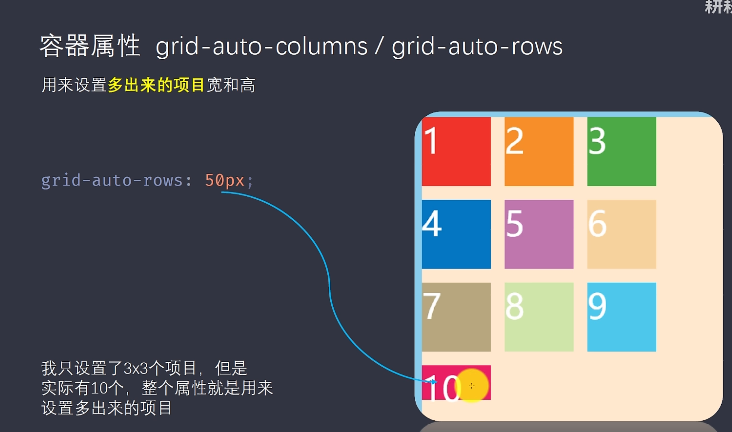 容器属性 grid-auto-columns / grid-auto-rows
用来设置多出来的项目宽和高
grid-auto-rows: 50px;
1 2 3
4 5 6
7 8 9
10
我只设置了3x3个项目，但是
实际有10个，整个属性就是用来
设置多出来的项目